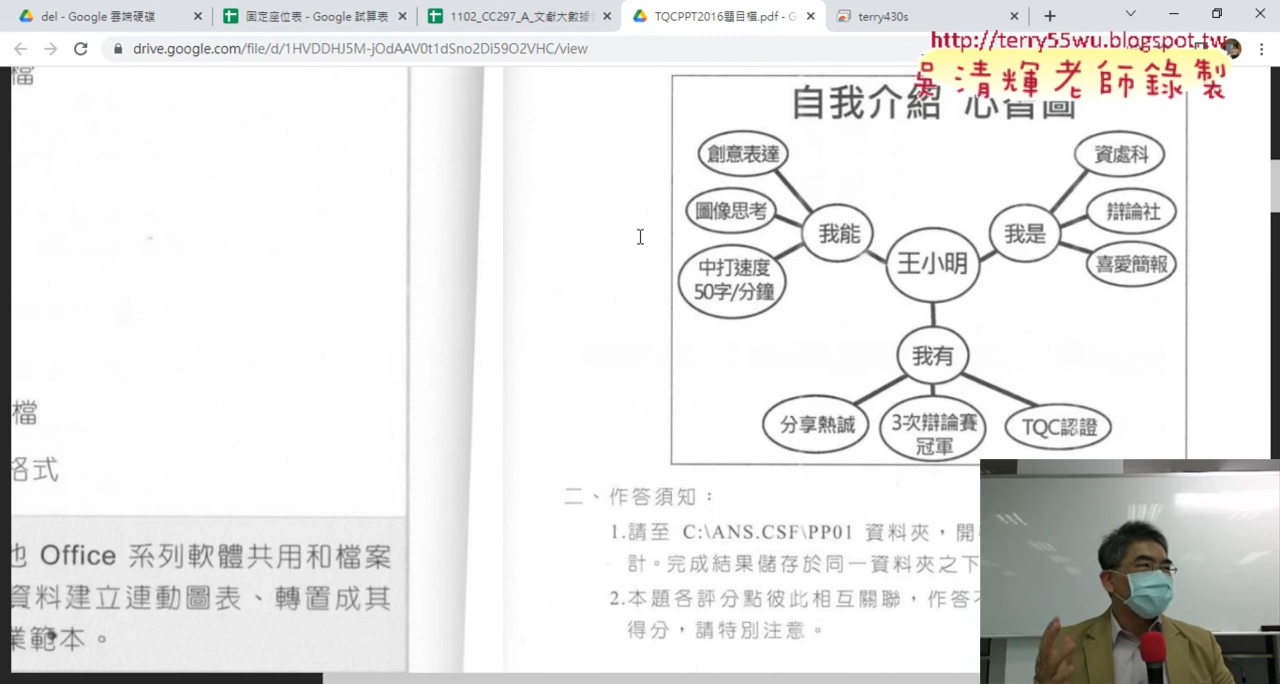 del - Google 雲端硬碟
固定座位表 - Google 試算表
1102_CC297_A_文獻大數據
TQCPPT2016題目檔.pdf - G
terry430s
drive.google.com/file/d/1HVDDHJ5M-jOdAAV0t1dSno2Di59O2VHC/view
http://terry55wu.blogspot.tw
吳清輝老師錄製
檔
自我介紹 心智圖
創意表達
資處科
圖像思考
辯論社
我能
我是
王小明
中打速度
50字/分鐘
喜愛簡報
我有
分享熱誠
3次辯論賽
冠軍
TQC認證
檔
格式
二、作答須知：
1.請至 C:\ANS.CSF\PP01 資料夾，開
計。完成結果儲存於同一資料夾之下
2.本題各評分點彼此相互關聯，作答不
得分，請特別注意。
也 Office 系列軟體共用和檔案
資料建立連動圖表、轉置成其
業範本。